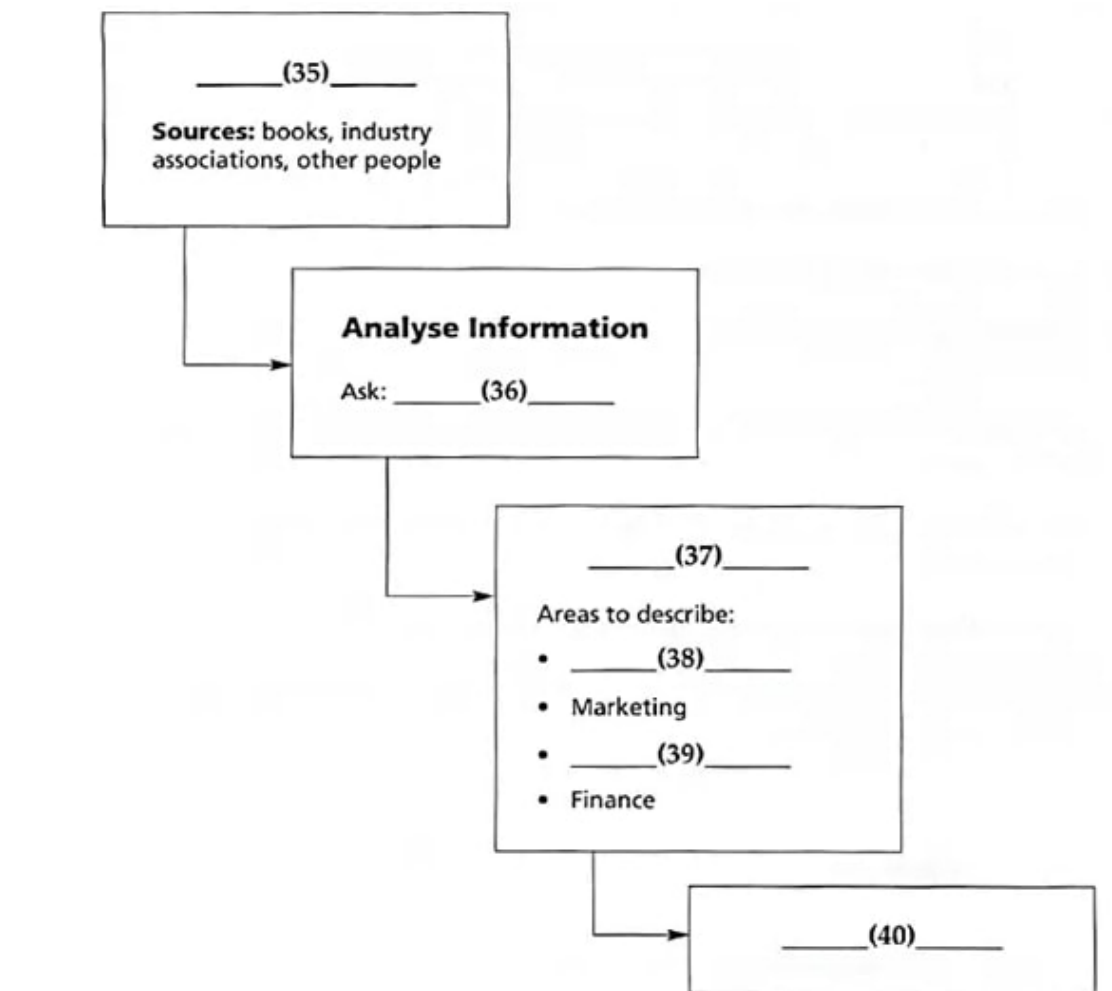 ______(35)______
Sources: books, industry
associations, other people
Analyse Information
Ask: ______(36)______
______(37)______
Areas to describe:
• ______(38)______
• Marketing
• ______(39)______
• Finance
______(40)______